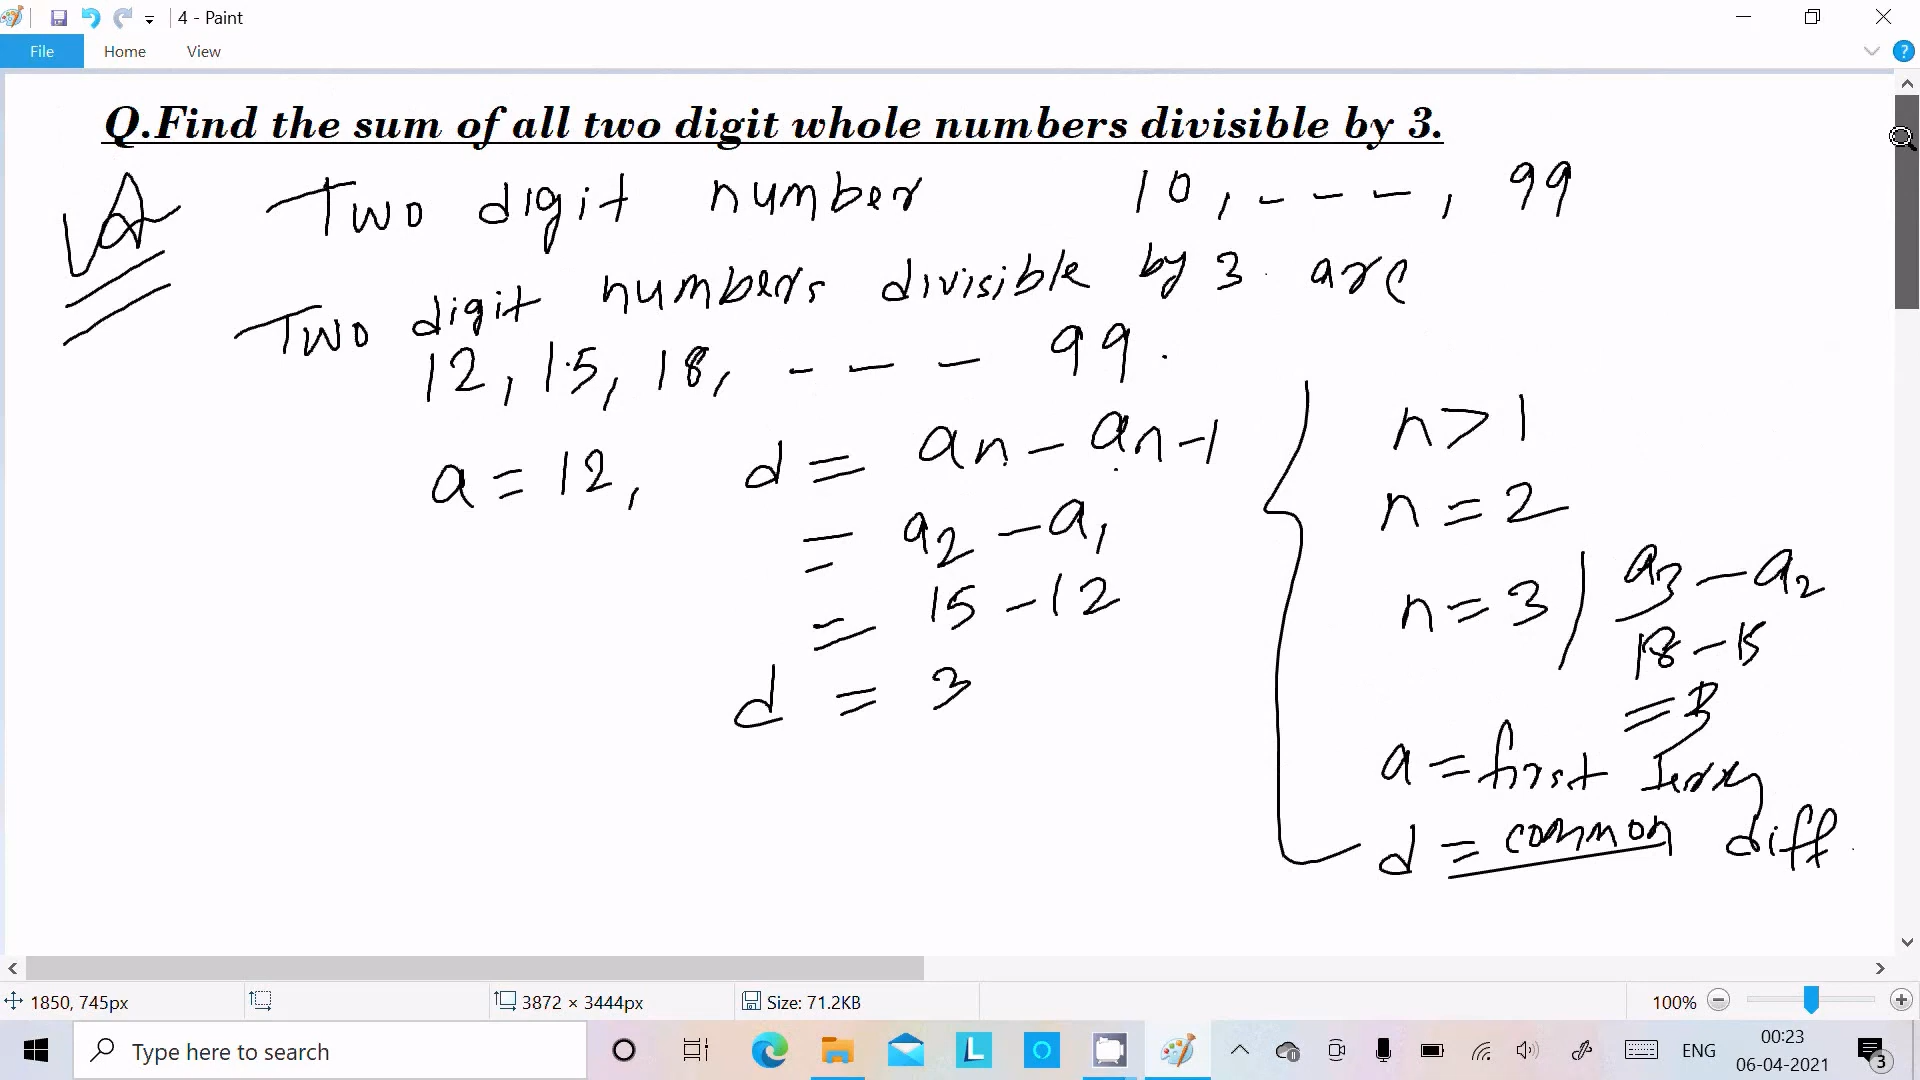 4 - Paint
File Home View
Q.Find the sum of all two digit whole numbers divisible by 3.
Two digit number 10, - - - , 99
Two digit numbers divisible by 3. are
12, 15, 18, - - - 99.
a = 12, d = an - an-1
= a2 - a1
= 15 - 12
d = 3
n > 1
n = 2
n = 3 / a3 - a2
18 - 15
= 3
a = first
d = common diff.
1850, 745px 3872 × 3444px Size: 71.2KB 100%
Type here to search
L
ENG
00:23
06-04-2021
3